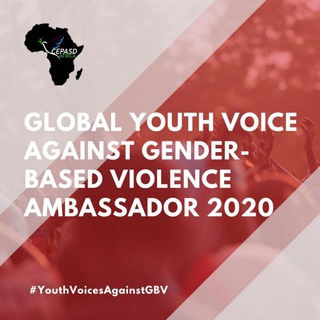 CEPASD
GLOBAL YOUTH VOICE
AGAINST GENDER-
BASED VIOLENCE
AMBASSADOR 2020
#YouthVoicesAgainstGBV